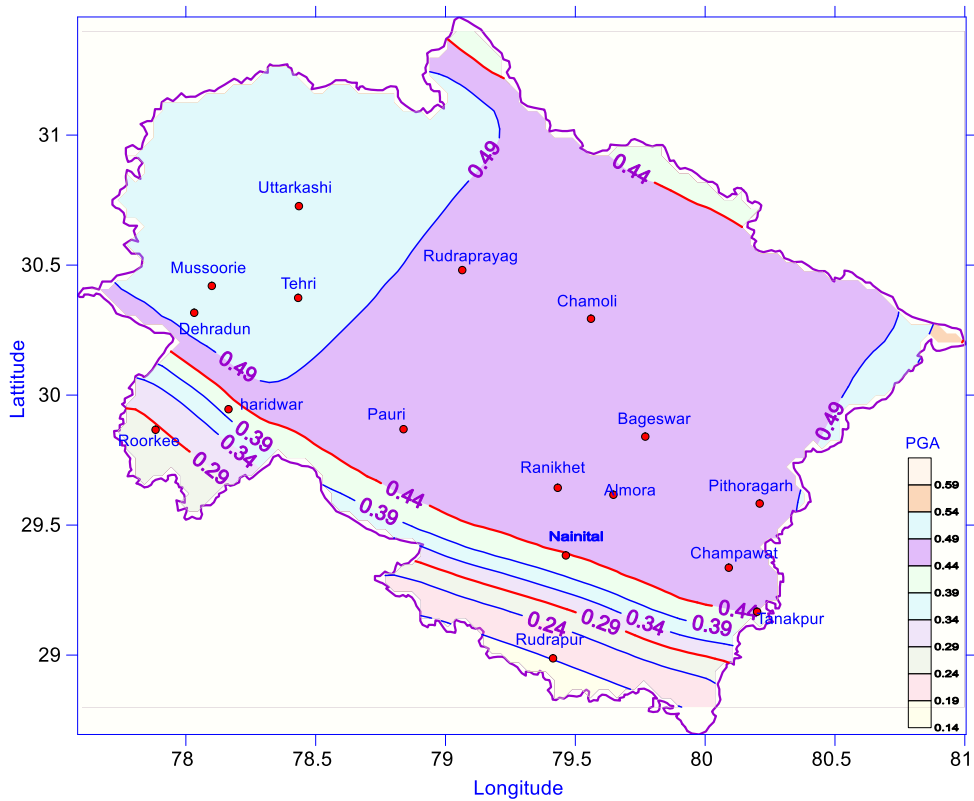 31
30.5
30
29.5
29
Lattitude
78
78.5
79
79.5
80
80.5
81
Longitude
0.49
0.44
Uttarkashi
Rudraprayag
Mussoorie
Tehri
Chamoli
Dehradun
0.49
haridwar
Pauri
Bageswar
0.49
Roorkee
0.39
0.34
0.29
Ranikhet
Almora
Pithoragarh
0.44
0.39
Nainital
Champawat
0.44
Tanakpur
0.24
0.29
0.34
0.39
Rudrapur
PGA
0.59
0.54
0.49
0.44
0.39
0.34
0.29
0.24
0.19
0.14